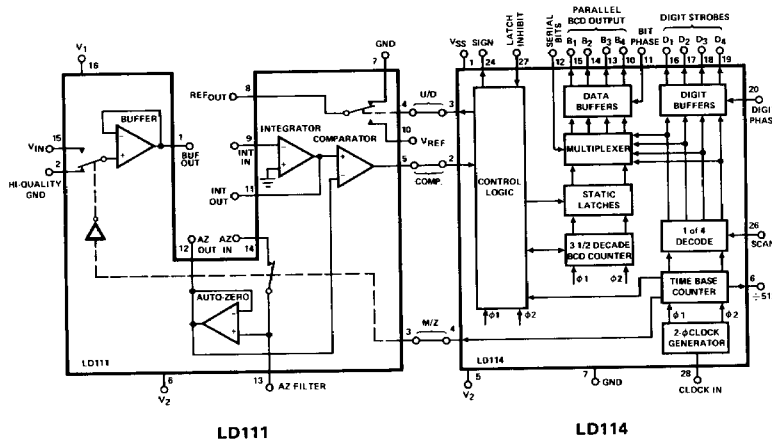 PARALLEL
BCD OUTPUT
LATCH
INHIBIT
SERIAL
BITS
BIT
PHASE
DIGIT STROBES
V1
16
GND
7
VSS SIGN
B1 B2 B3 B4
D1 D2 D3 D4
1 24 27 12 15 14 13 10 11 16 17 18 19
BUFFER
VIN 15
2
HI-QUALITY
GND
1
BUF
OUT
REFOUT 8
4 U/D 3
10
VREF
9
INT
IN
INTEGRATOR
COMPARATOR
5 2
COMP.
11
INT
OUT
DATA
BUFFERS
DIGIT
BUFFERS
20
DIGI
PHAS
MULTIPLEXER
CONTROL
LOGIC
STATIC
LATCHES
3 1/2 DECADE
BCD COUNTER
1 of 4
DECODE
26
SCAN
12 AZ
OUT
AZ
IN 14
AUTO-ZERO
ϕ1 ϕ2
TIME BASE
COUNTER
6
÷51
ϕ1 ϕ2
ϕ1 ϕ2
M/Z
3 4
2-ϕCLOCK
GENERATOR
LD111
6
V2
13 AZ FILTER
LD114
5
V2
7 GND
28
CLOCK IN
LD111
LD114